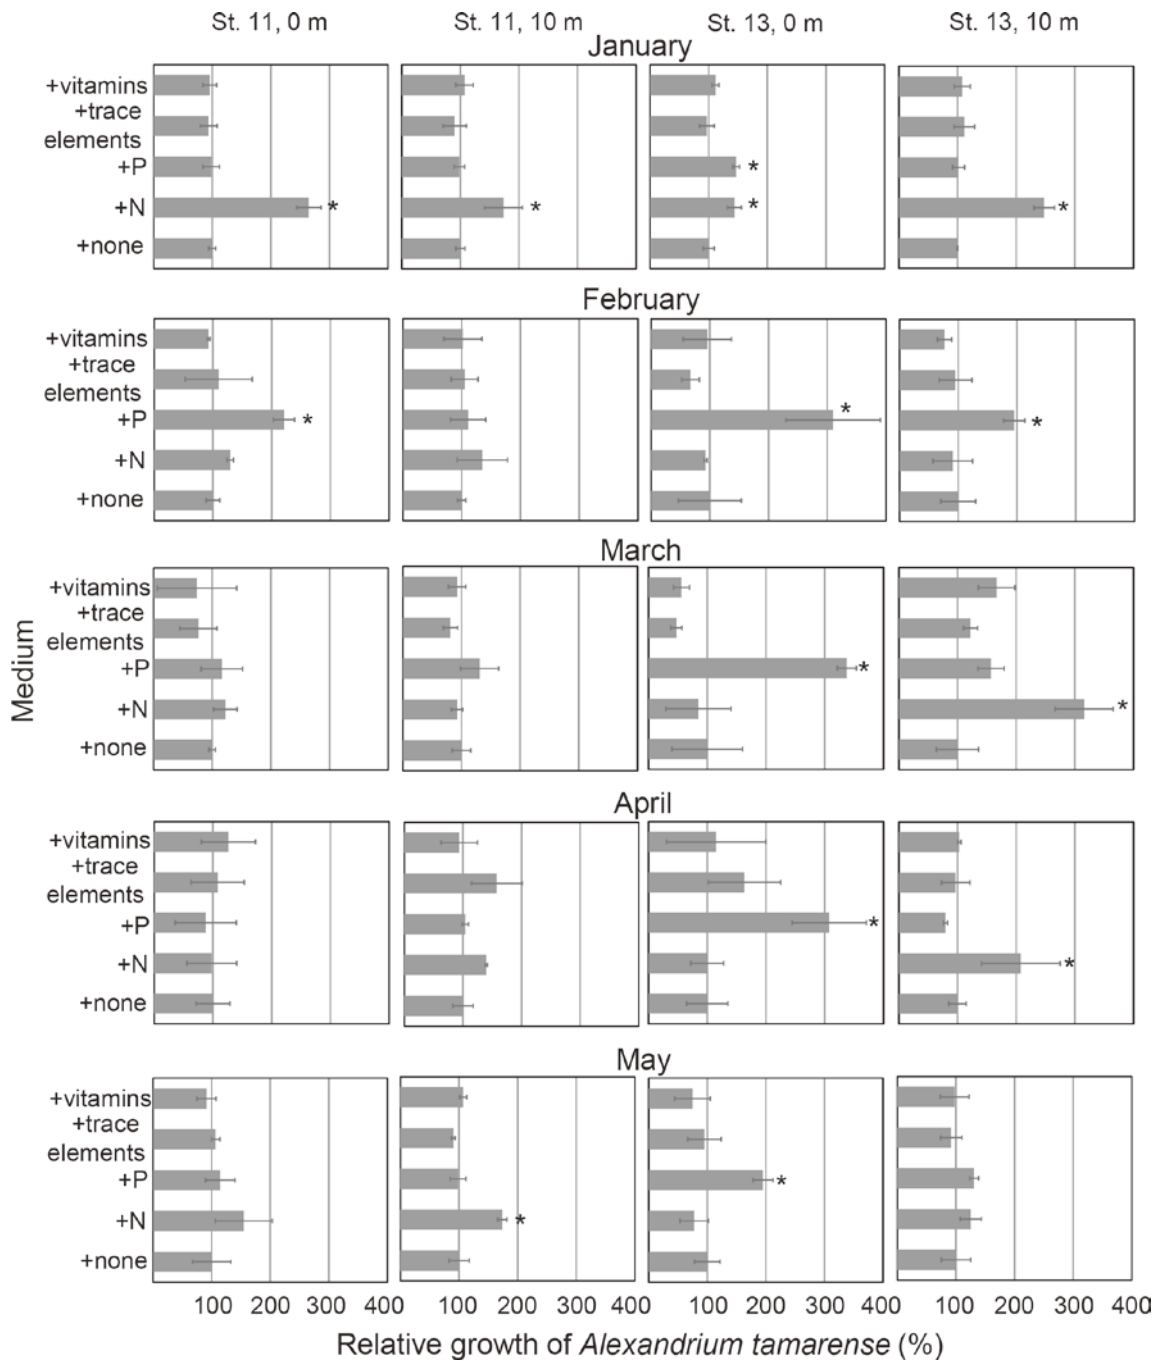 St. 11, 0 m St. 11, 10 m St. 13, 0 m St. 13, 10 m
January
+vitamins
+trace
elements
+P * *
+N * * * *
+none
February
+vitamins
+trace
elements
+P * * *
+N
+none
March
+vitamins
+trace
elements
+P *
+N *
+none
April
+vitamins
+trace
elements
+P *
+N *
+none
May
+vitamins
+trace
elements
+P *
+N *
+none
Medium
100 200 300 400 100 200 300 400 100 200 300 400 100 200 300 400
Relative growth of Alexandrium tamarense (%)